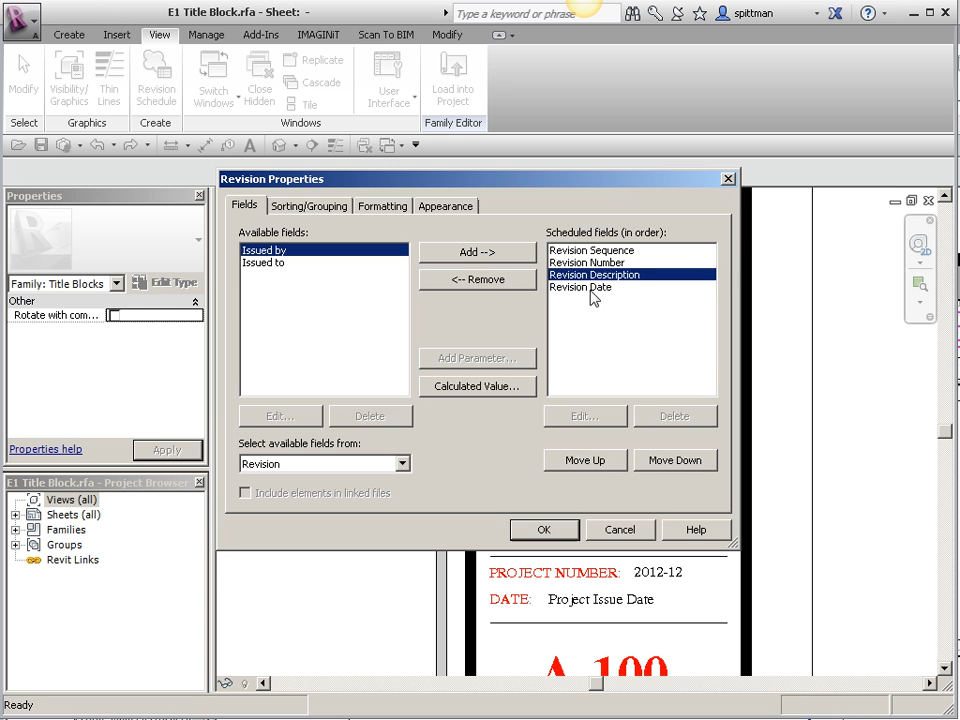 E1 Title Block.rfa - Sheet: -
Type a keyword or phrase
spittman
Create Insert View Manage Add-Ins IMAGINiT Scan To BIM Modify
Modify
Visibility/ Graphics
Thin Lines
Revision Schedule
Switch Windows
Close Hidden
Replicate
Cascade
Tile
User Interface
Load into Project
Select Graphics Create Windows Family Editor
Properties
Family: Title Blocks
Edit Type
Other
Rotate with com...
Properties help
Apply
E1 Title Block.rfa - Project Browser
Views (all)
Sheets (all)
Families
Groups
Revit Links
Revision Properties
Fields Sorting/Grouping Formatting Appearance
Available fields:
Issued by
Issued to
Add -->
<-- Remove
Add Parameter...
Calculated Value...
Scheduled fields (in order):
Revision Sequence
Revision Number
Revision Description
Revision Date
Edit... Delete
Edit... Delete
Select available fields from:
Revision
Move Up Move Down
Include elements in linked files
OK Cancel Help
2D
PROJECT NUMBER: 2012-12
DATE: Project Issue Date
A 100
Ready